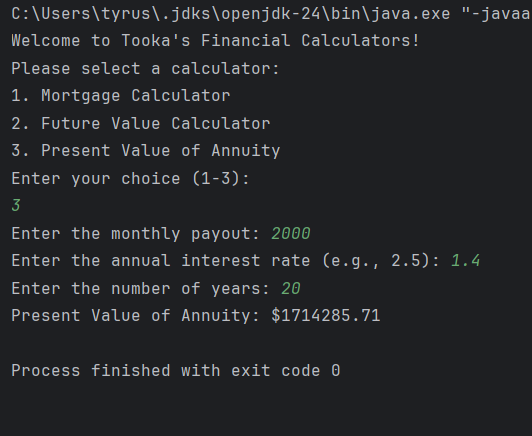 C:\Users\tyrus\.jdks\openjdk-24\bin\java.exe "-javaa
Welcome to Tooka's Financial Calculators!
Please select a calculator:
1. Mortgage Calculator
2. Future Value Calculator
3. Present Value of Annuity
Enter your choice (1-3):
3
Enter the monthly payout: 2000
Enter the annual interest rate (e.g., 2.5): 1.4
Enter the number of years: 20
Present Value of Annuity: $1714285.71
Process finished with exit code 0